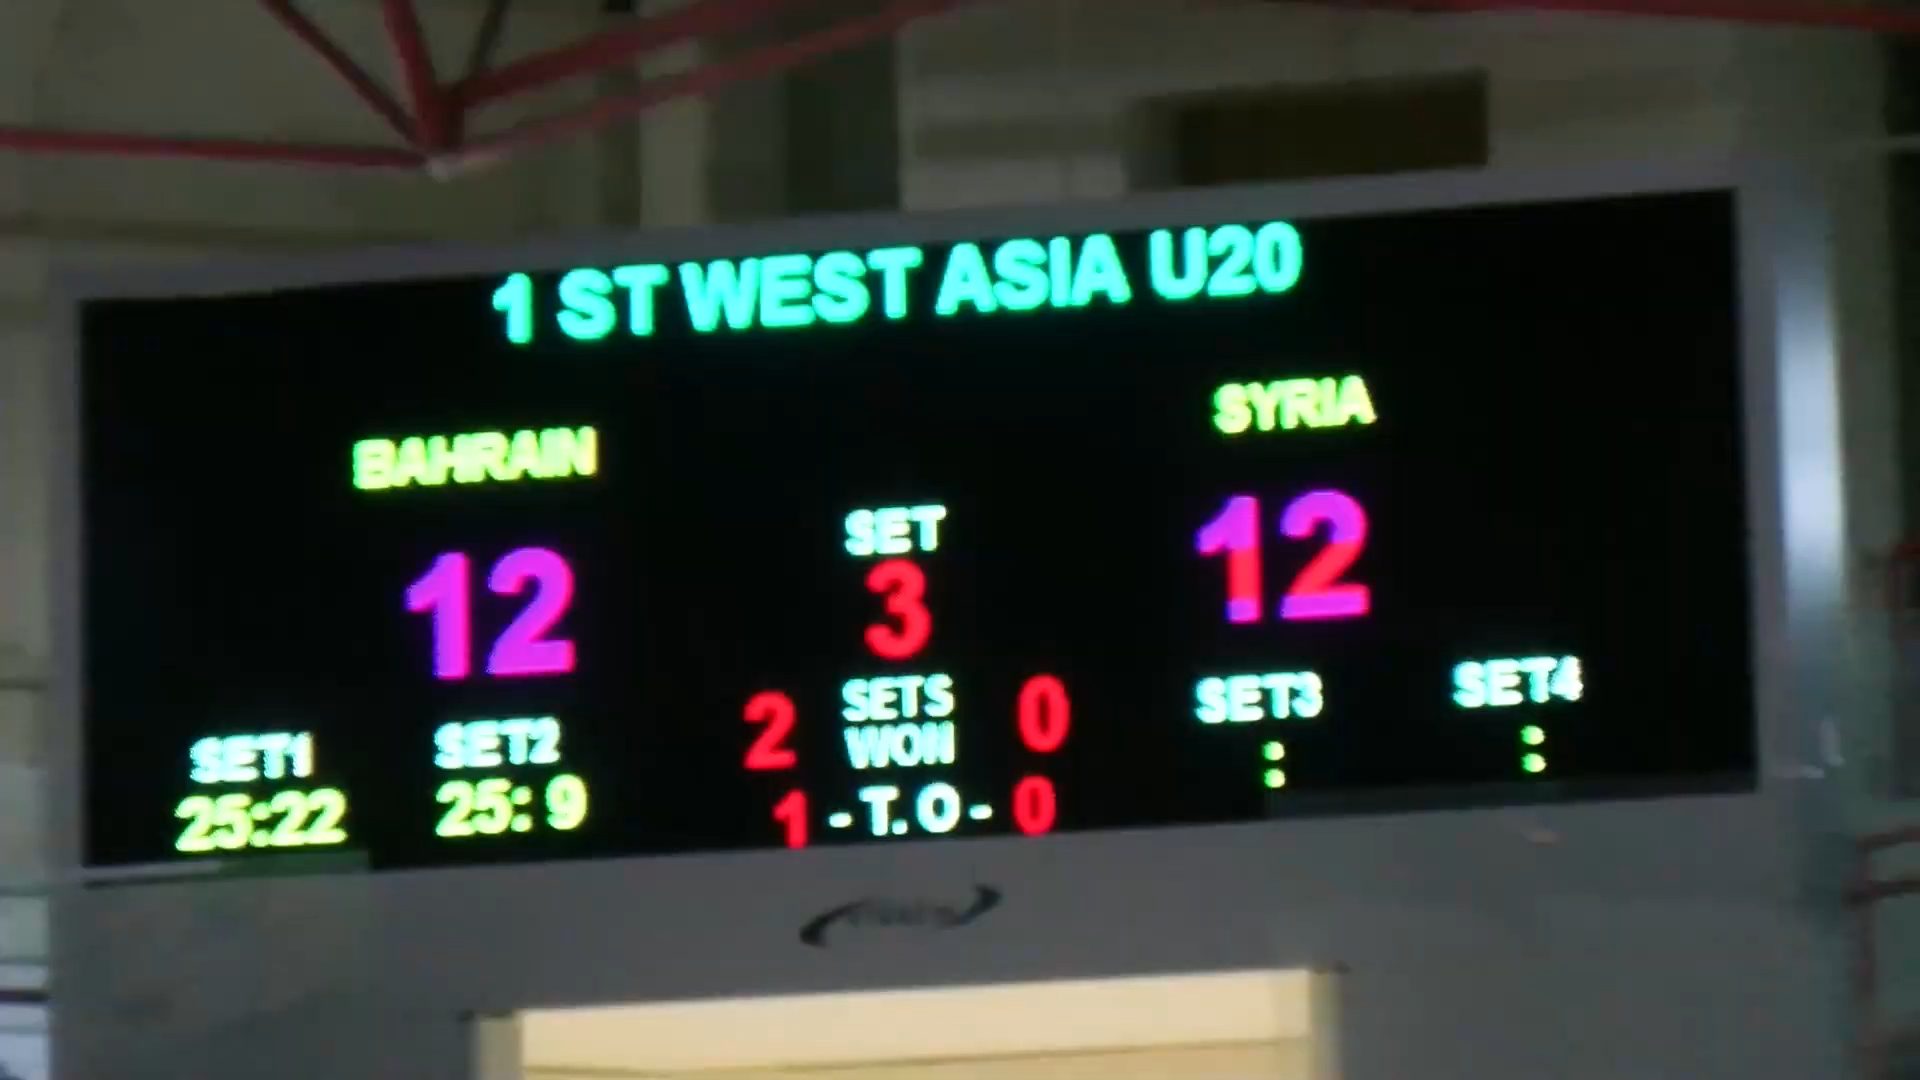 1 ST WEST ASIA U20
BAHRAIN
SYRIA
12
SET
12
3
2
SETS
WON
0
SET1
SET2
SET3
SET4
25:22
25: 9
:
:
1 - T. O - 0